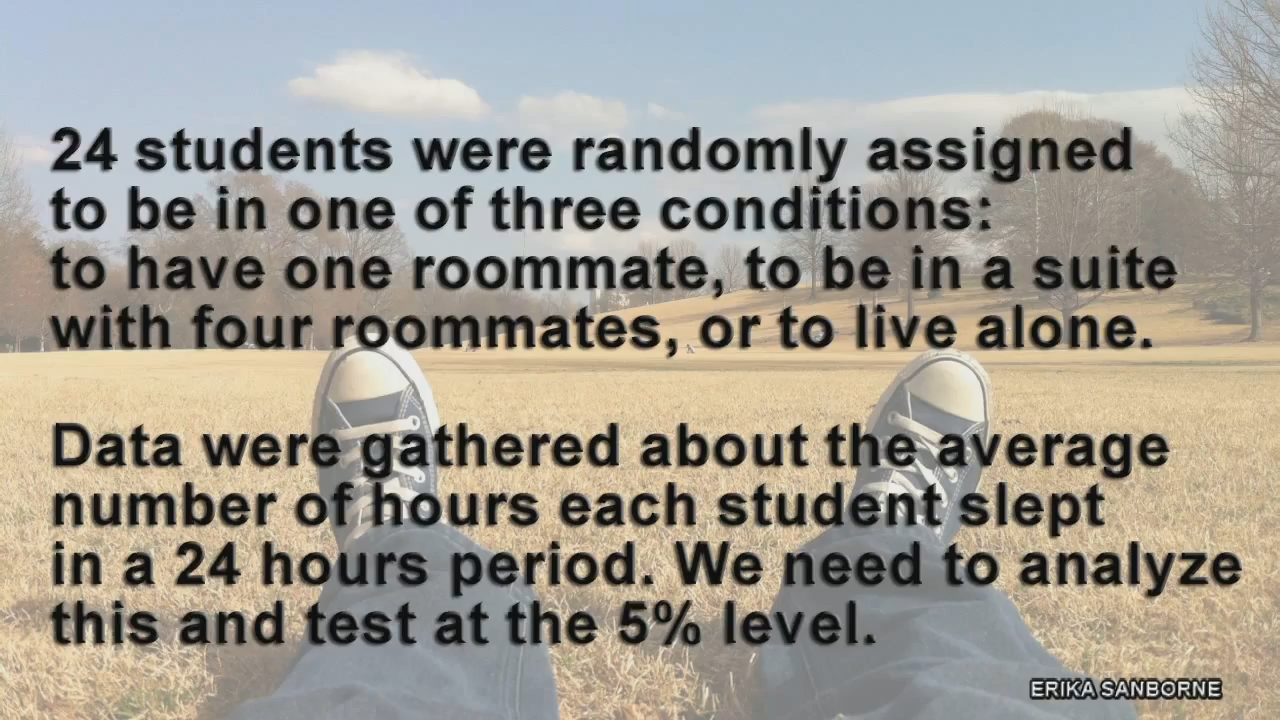 24 students were randomly assigned
to be in one of three conditions:
to have one roommate, to be in a suite
with four roommates, or to live alone.
Data were gathered about the average
number of hours each student slept
in a 24 hours period. We need to analyze
this and test at the 5% level.
ERIKA SANBORNE